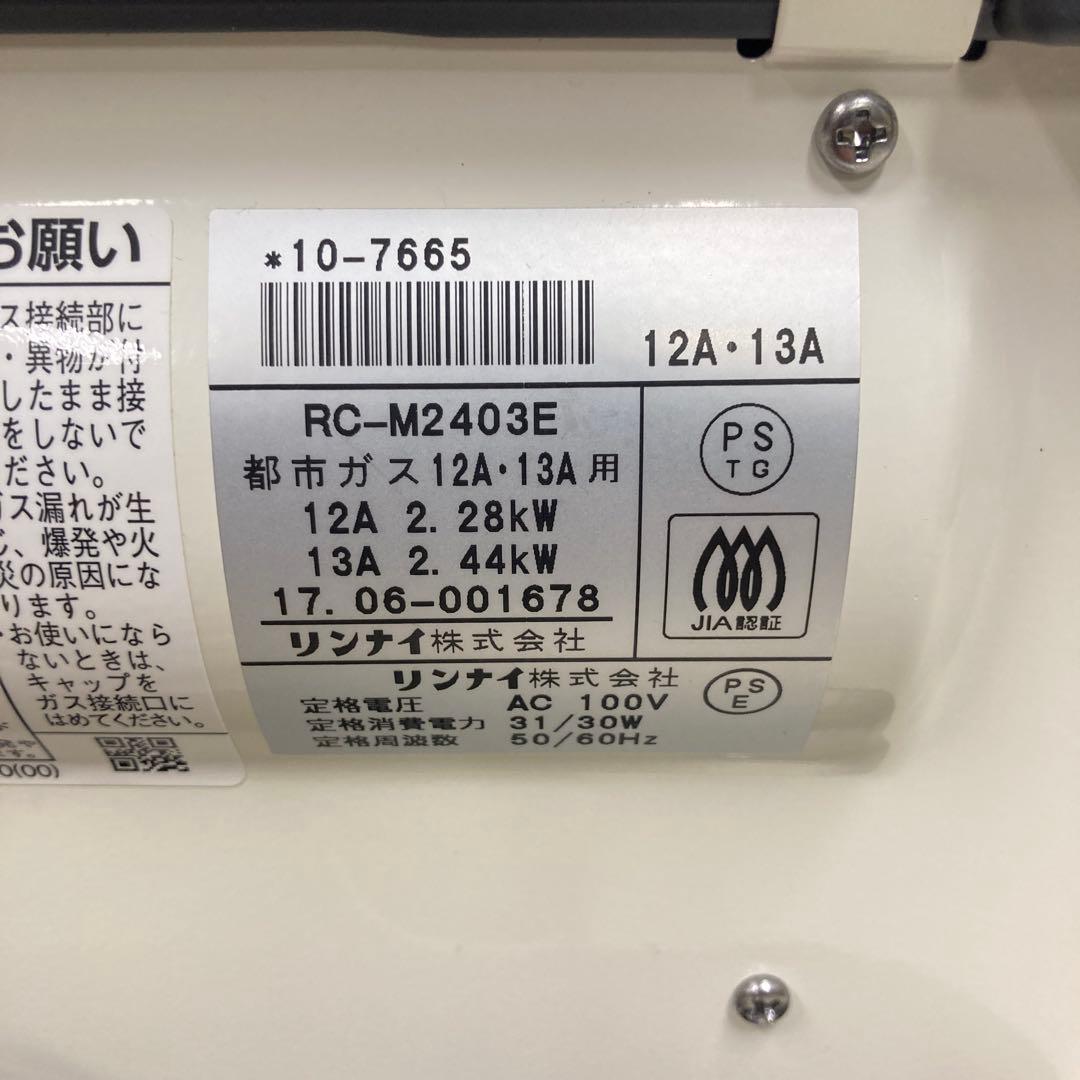 お願い
ス接続部に
・異物が付
したまま接
をしないで
ださい。
ガス漏れが生
じ、爆発や火
災の原因にな
ります。
・お使いになら
ないときは、
キャップを
ガス接続口に
はめてください。
ます。
0(00)
*10-7665
12A・13A
RC-M2403E
都市ガス12A・13A用
12A 2.28kW
13A 2.44kW
17.06-001678
リンナイ株式会社
PS
TG
JIA認証
リンナイ株式会社
定格電圧 AC 100V
定格消費電力 31/30W
定格周波数 50/60Hz
PS
E